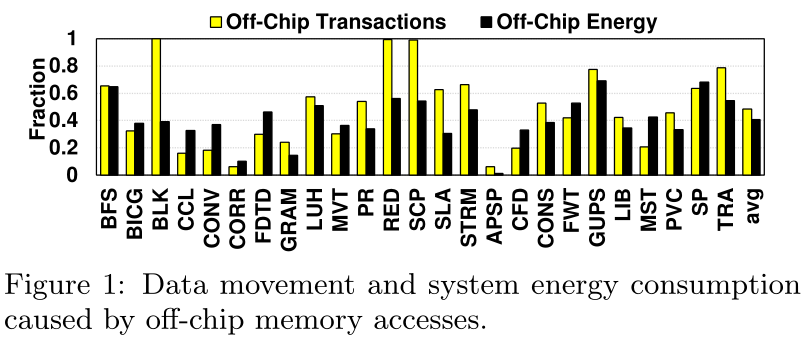 Off-Chip Transactions Off-Chip Energy
Fraction
1
0.8
0.6
0.4
0.2
0
BFS
BICG
BLK
CCL
CONV
CORR
FDTD
GRAM
LUH
MVT
PR
RED
SCP
SLA
STRM
APSP
CFD
CONS
FWT
GUPS
LIB
MST
PVC
SP
TRA
avg
Figure 1: Data movement and system energy consumption
caused by off-chip memory accesses.